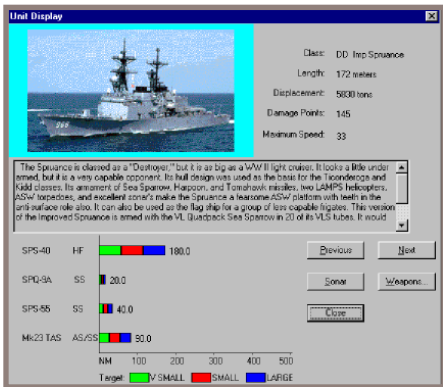 Unit Display
Class: DD Imp Spruance
Length: 172 meters
Displacement: 5830 tons
Damage Points: 145
Maximum Speed: 33
966
The Spruance is classed as a "Destroyer," but it is as big as a WW II light cruiser. It looks a little under
armed, but it is a very capable opponent. Its hull design was used as the basis for the Ticonderoga and
Kidd classes. Its armament of Sea Sparrow, Harpoon, and Tomahawk missiles, two LAMPS helicopters,
ASW torpedoes, and excellent sonar's make the Spruance a fearsome ASW platform with teeth in the
anti-surface role also. It can also be used as the flag ship for a group of less capable frigates. This version
of the Improved Spruance is armed with the VL Quadpack Sea Sparrow in 20 of its VLS tubes. It would
SPS-40 HF 180.0
SPQ-9A SS 20.0
SPS-55 SS 40.0
Mk23 TAS AS/SS 90.0
NM 100 200 300 400 500
Target: V SMALL SMALL LARGE
Previous Next
Sonar Weapons...
Close